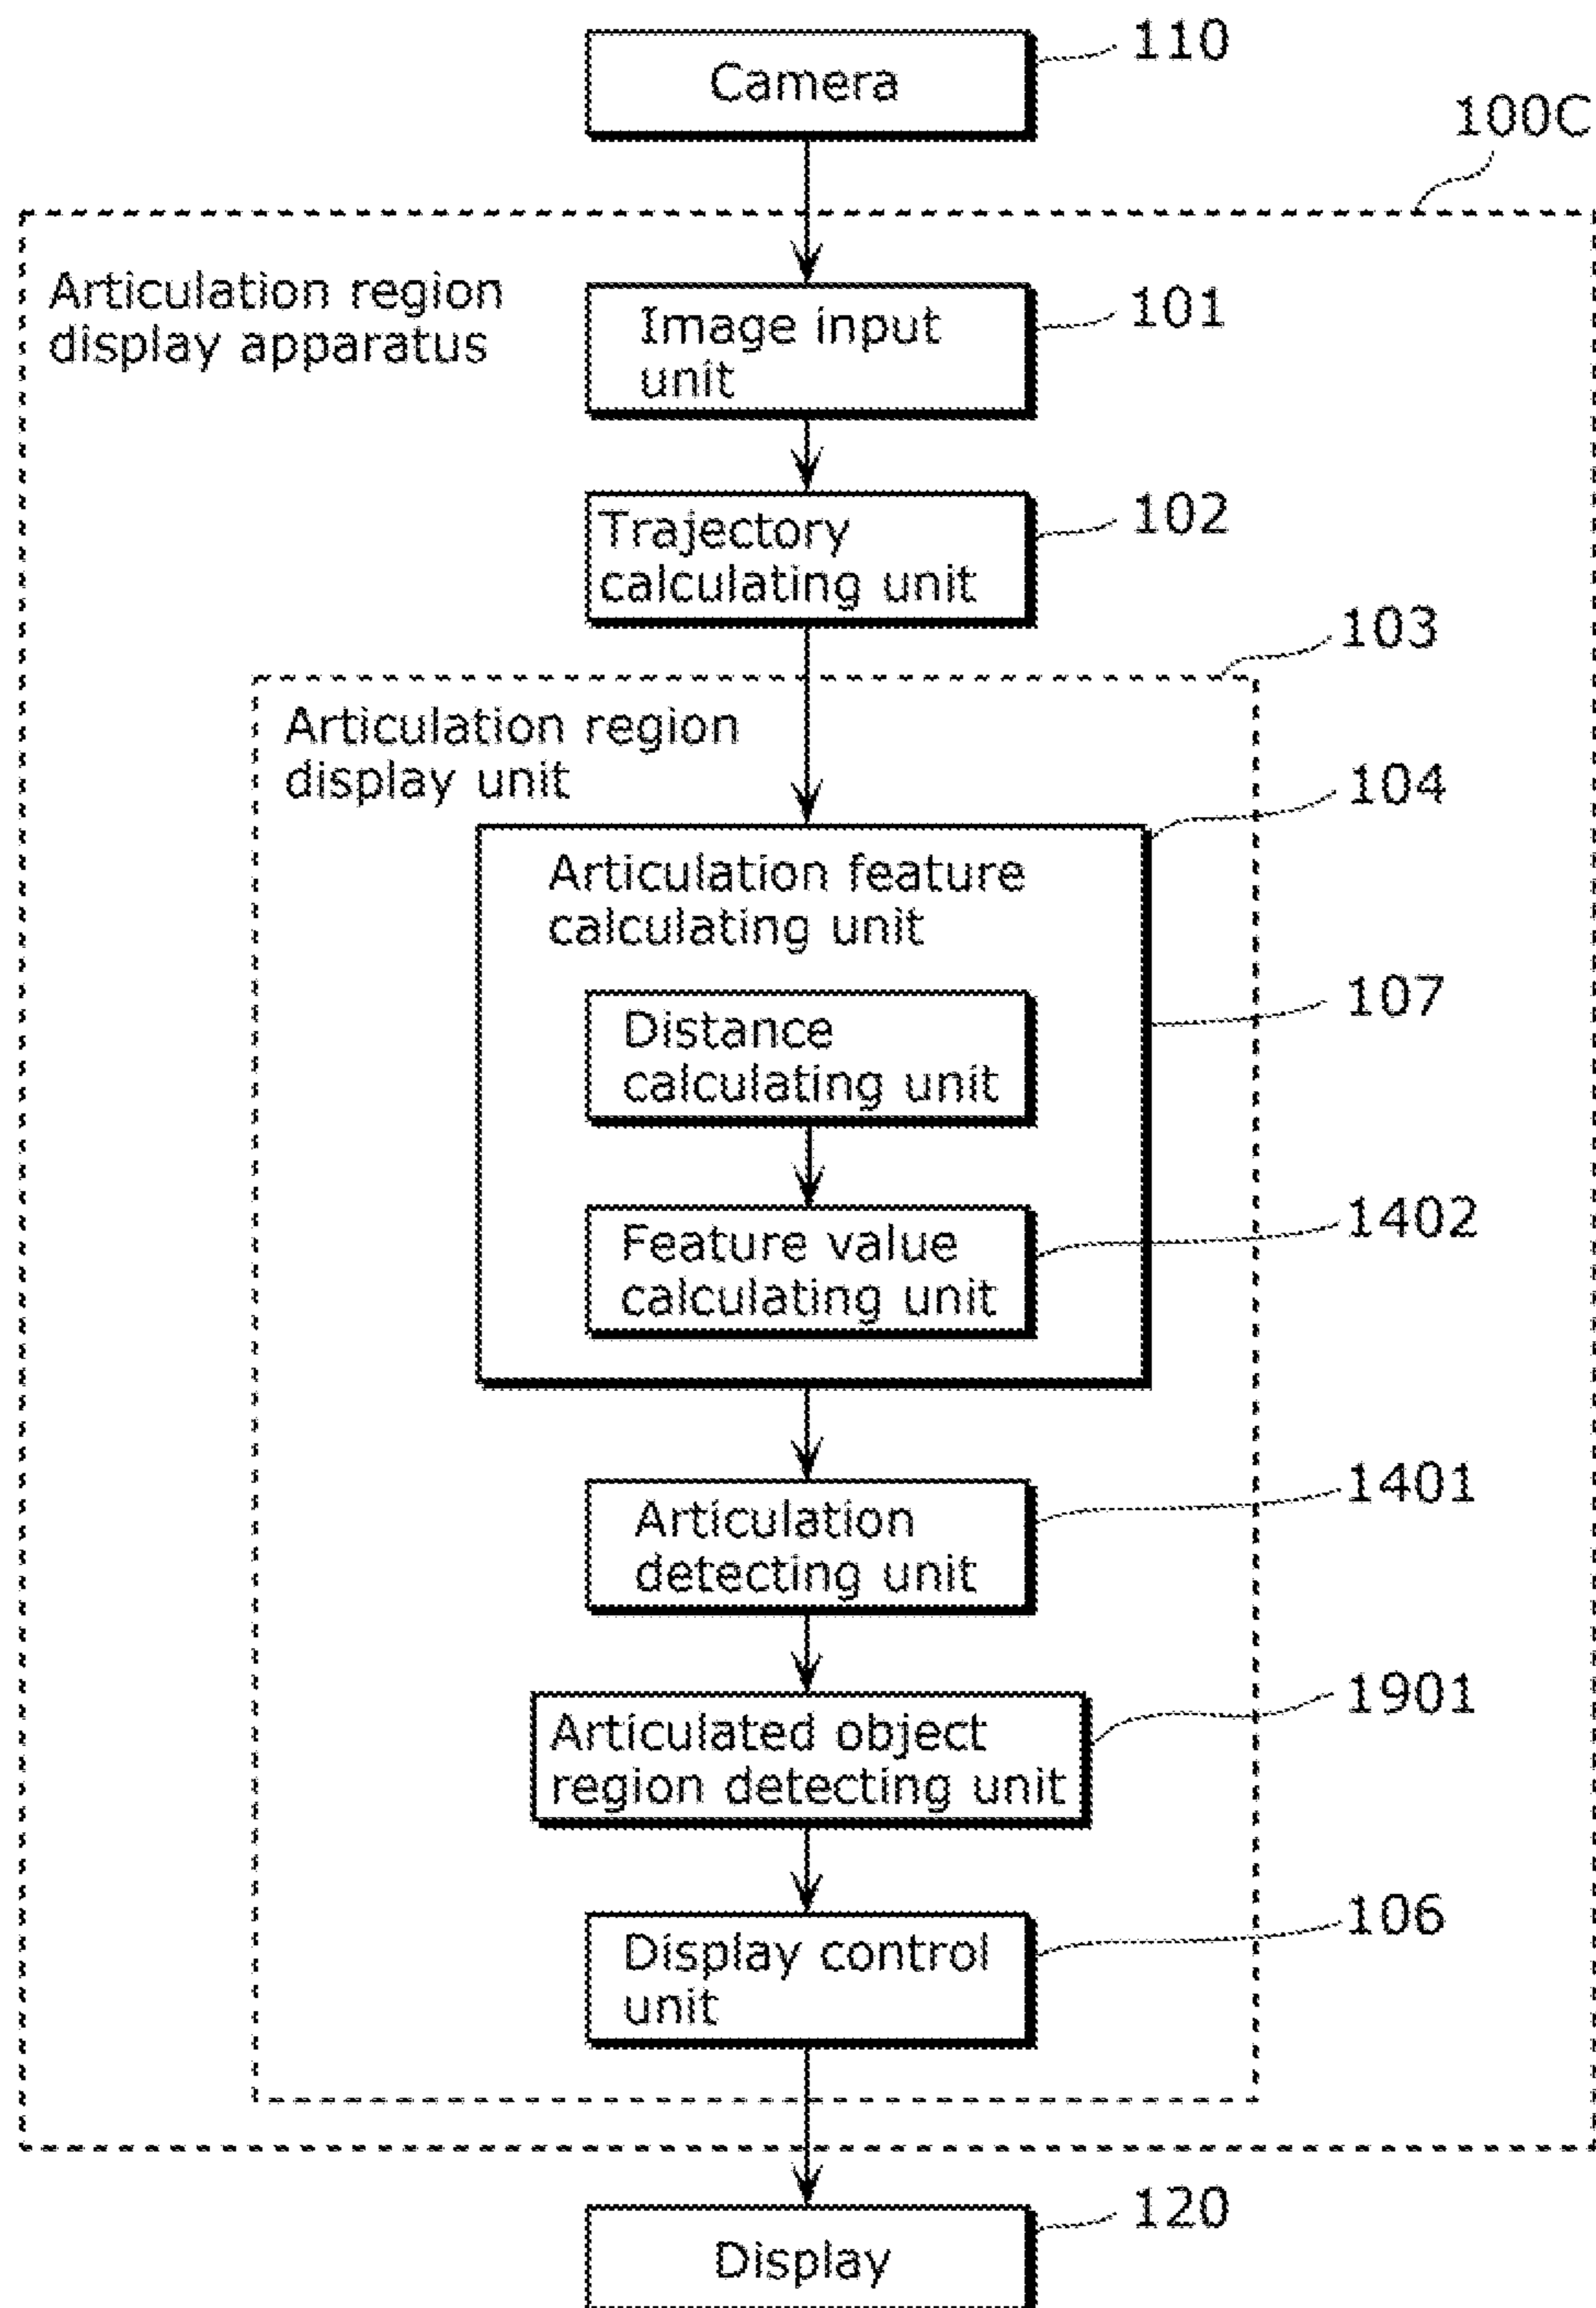 Camera
110
100C
Articulation region
display apparatus
Image input
unit
101
Trajectory
calculating unit
102
103
Articulation region
display unit
104
Articulation feature
calculating unit
107
Distance
calculating unit
1402
Feature value
calculating unit
1401
Articulation
detecting unit
1901
Articulated object
region detecting unit
106
Display control
unit
120
Display